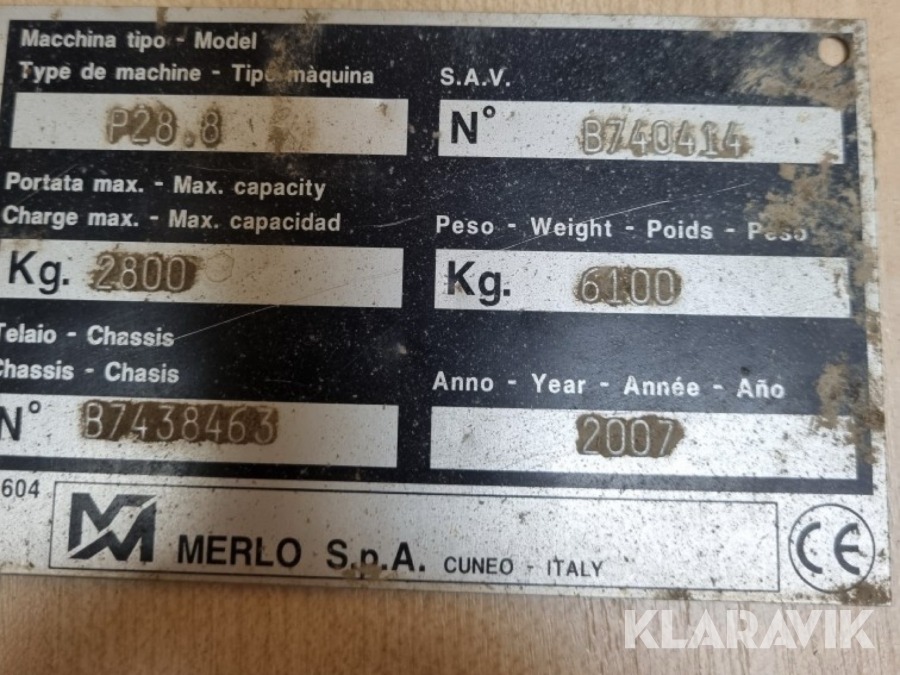 Macchina tipo - Model
Type de machine - Tipo màquina
P28.8
S.A.V.
N° B740414
Portata max. - Max. capacity
Charge max. - Max. capacidad
Kg. 2800
Peso - Weight - Poids - Peso
Kg. 6100
Telaio - Chassis
Chassis - Chasis
N° B7438463
Anno - Year - Année - Año
2007
604
MERLO S.p.A. CUNEO - ITALY
CE
KLARAVIK